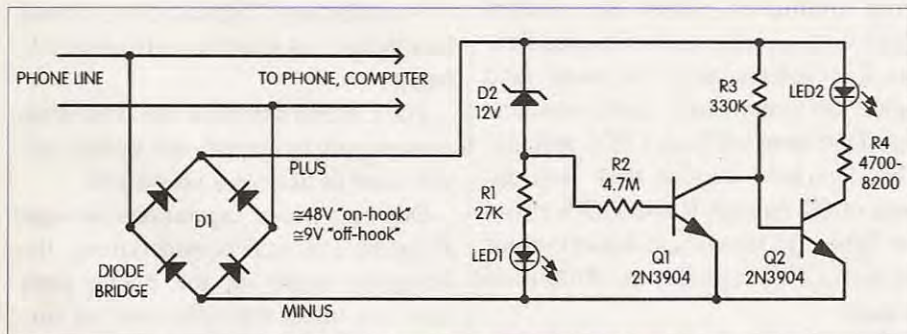 PHONE LINE
TO PHONE, COMPUTER
PLUS
D1
≅48V "on-hook"
≅9V "off-hook"
DIODE
BRIDGE
MINUS
D2
12V
R1
27K
LED1
R2
4.7M
Q1
2N3904
R3
330K
Q2
2N3904
LED2
R4
4700-
8200